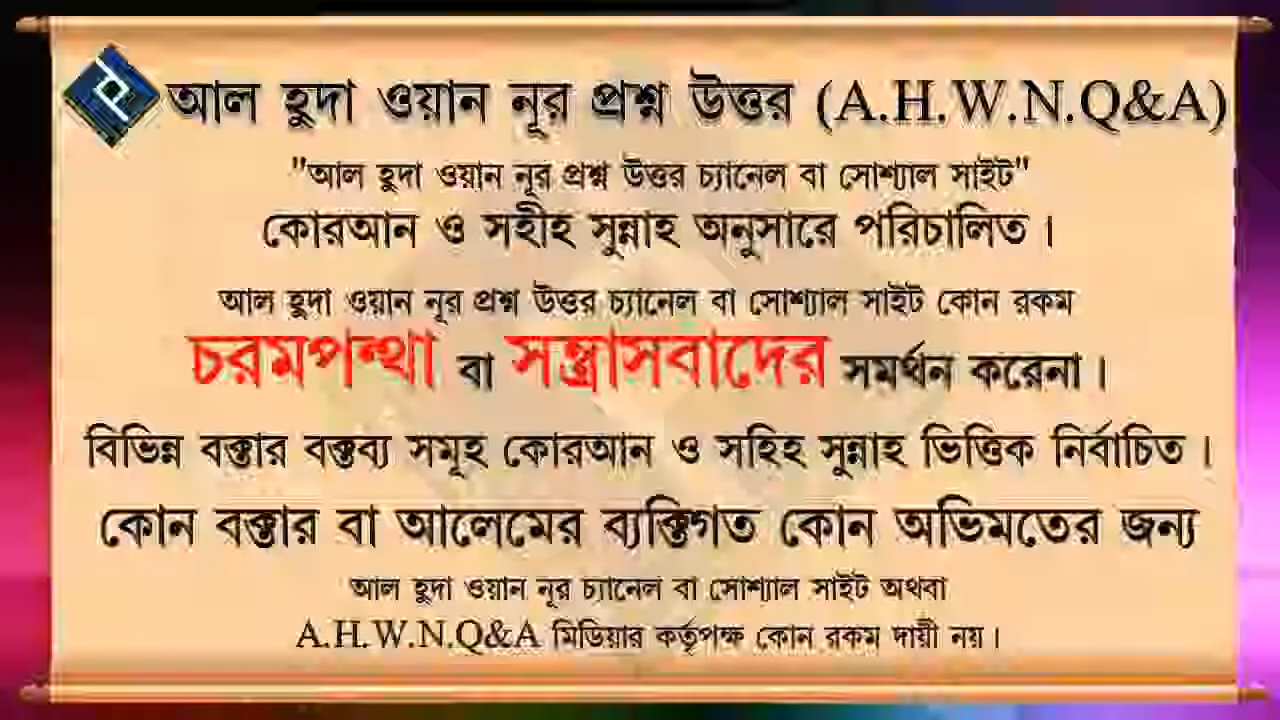 আল হুদা ওয়ান নূর প্রশ্ন উত্তর (A.H.W.N.Q&A)
"আল হুদা ওয়ান নূর প্রশ্ন উত্তর চ্যানেল বা সোশ্যাল সাইট"
কোরআন ও সহীহ সুন্নাহ অনুসারে পরিচালিত।
আল হুদা ওয়ান নূর প্রশ্ন উত্তর চ্যানেল বা সোশ্যাল সাইট কোন রকম
চরমপন্থা বা সন্ত্রাসবাদের সমর্থন করেনা।
বিভিন্ন বক্তার বক্তব্য সমূহ কোরআন ও সহিহ সুন্নাহ ভিত্তিক নির্বাচিত।
কোন বক্তার বা আলেমের ব্যক্তিগত কোন অভিমতের জন্য
আল হুদা ওয়ান নূর চ্যানেল বা সোশ্যাল সাইট অথবা
A.H.W.N.Q&A মিডিয়ার কর্তৃপক্ষ কোন রকম দায়ী নয়।